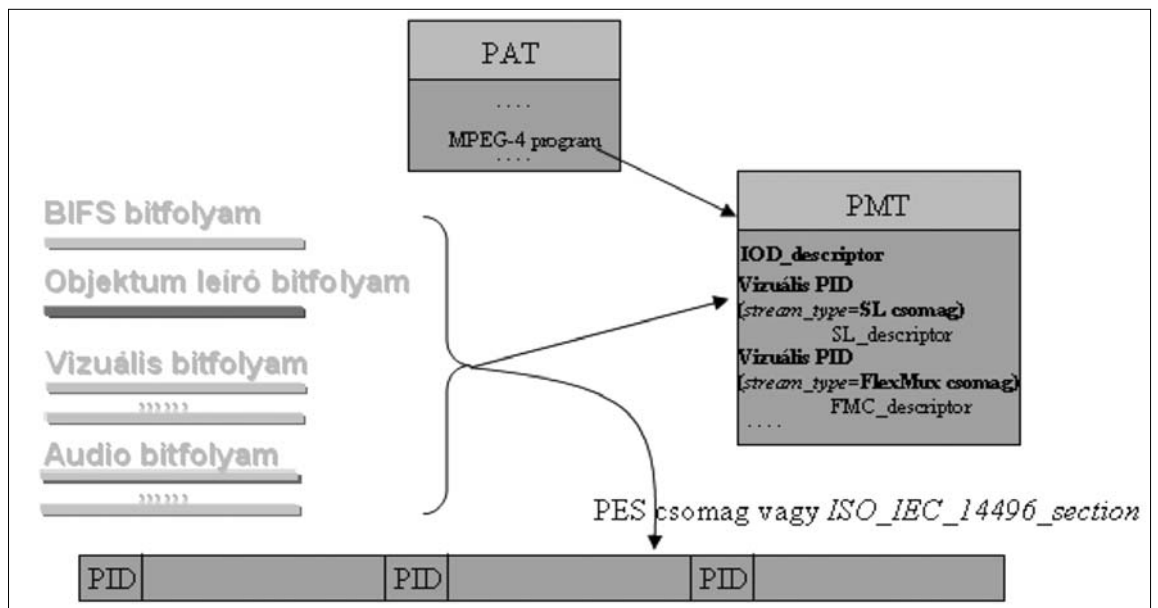 PAT
. . . .
MPEG-4 program
. . . .
PMT
IOD_descriptor
Vizuális PID
(stream_type=SL csomag)
SL_descriptor
Vizuális PID
(stream_type=FlexMux csomag)
FMC_descriptor
. . . .
BIFS bitfolyam
Objektum leíró bitfolyam
Vizuális bitfolyam
,,,,,,
Audio bitfolyam
,,,,,,
PES csomag vagy ISO_IEC_14496_section
PID PID PID